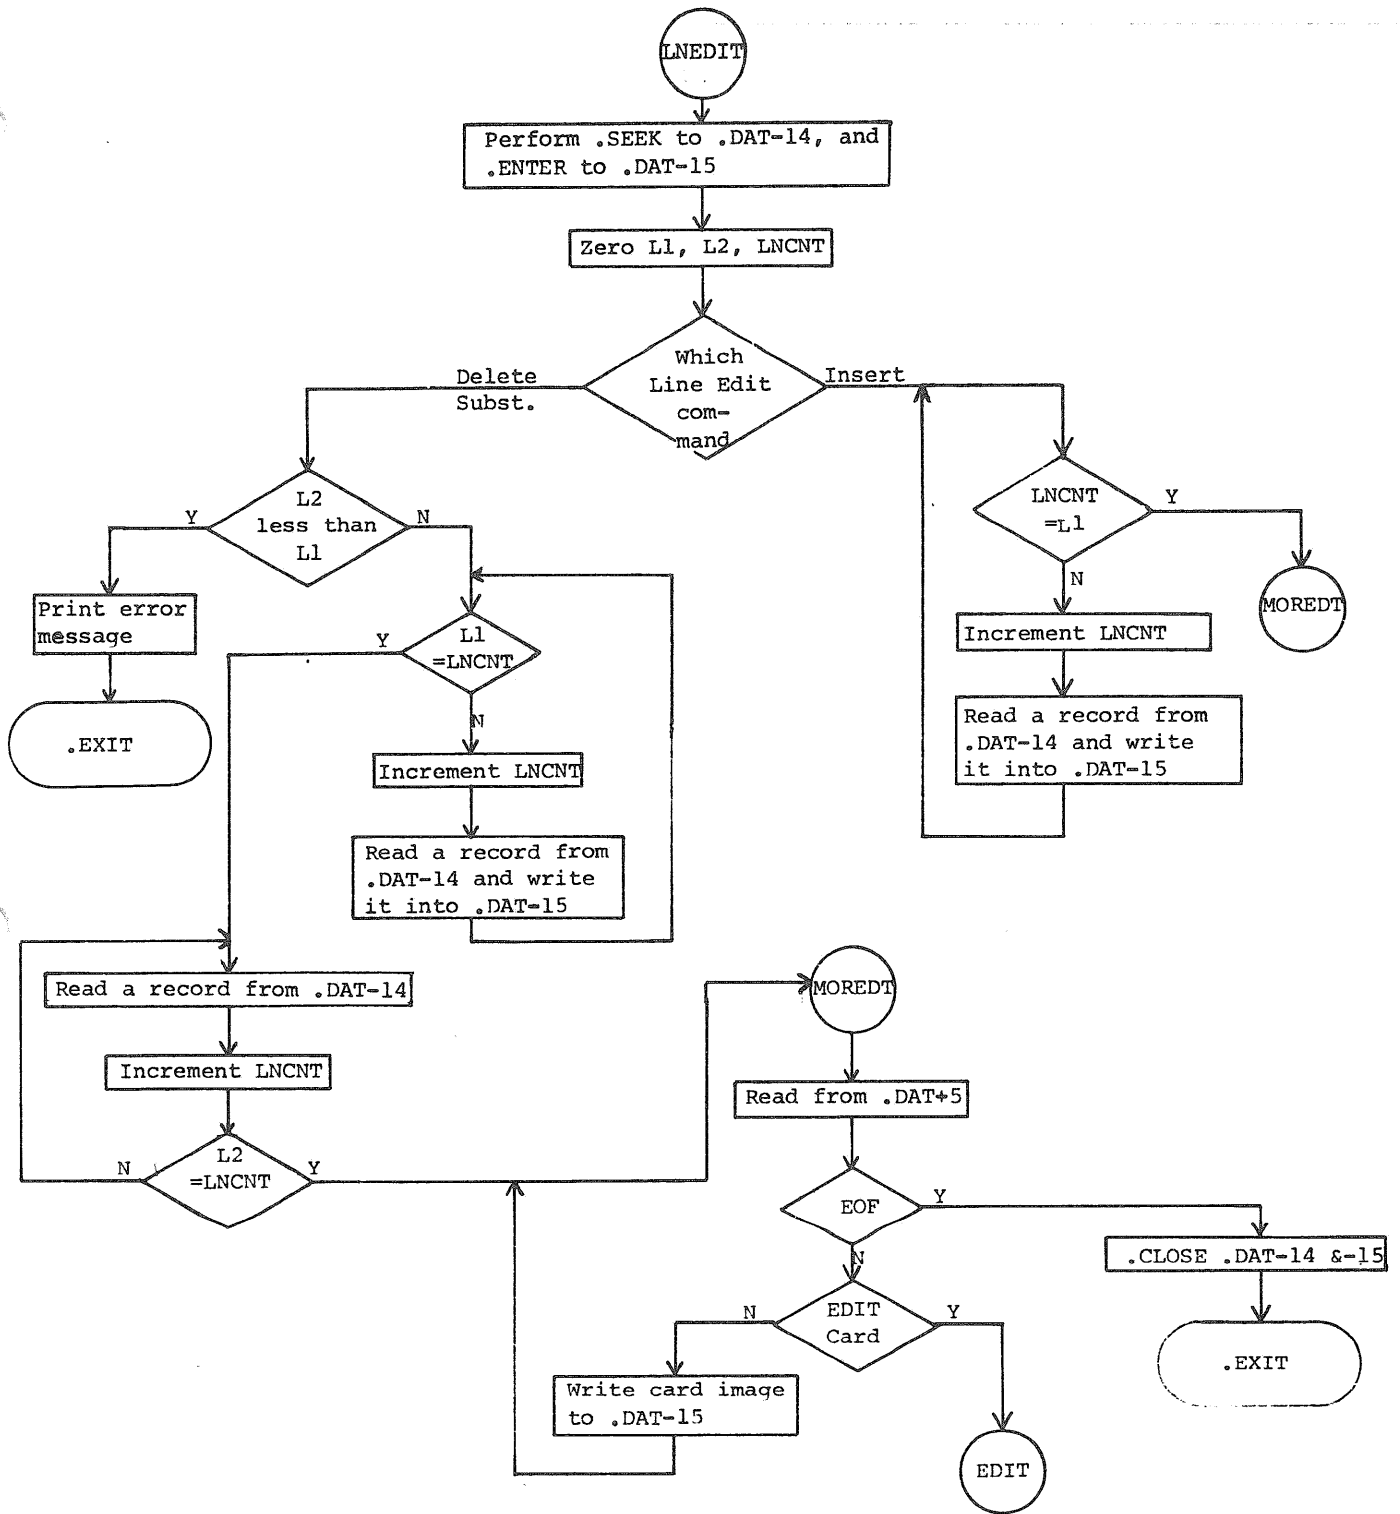 LNEDIT
Perform .SEEK to .DAT-14, and
.ENTER to .DAT-15
Zero L1, L2, LNCNT
Which
Line Edit
com-
mand
Delete
Subst.
Insert
L2
less than
L1
Y
N
LNCNT
=L1
Y
N
MOREDT
Print error
message
.EXIT
L1
=LNCNT
Y
N
Increment LNCNT
Increment LNCNT
Read a record from
.DAT-14 and write
it into .DAT-15
Read a record from
.DAT-14 and write
it into .DAT-15
Read a record from .DAT-14
Increment LNCNT
L2
=LNCNT
N
Y
MOREDT
Read from .DAT+5
EOF
Y
N
.CLOSE .DAT-14 &-15
.EXIT
EDIT
Card
N
Y
Write card image
to .DAT-15
EDIT